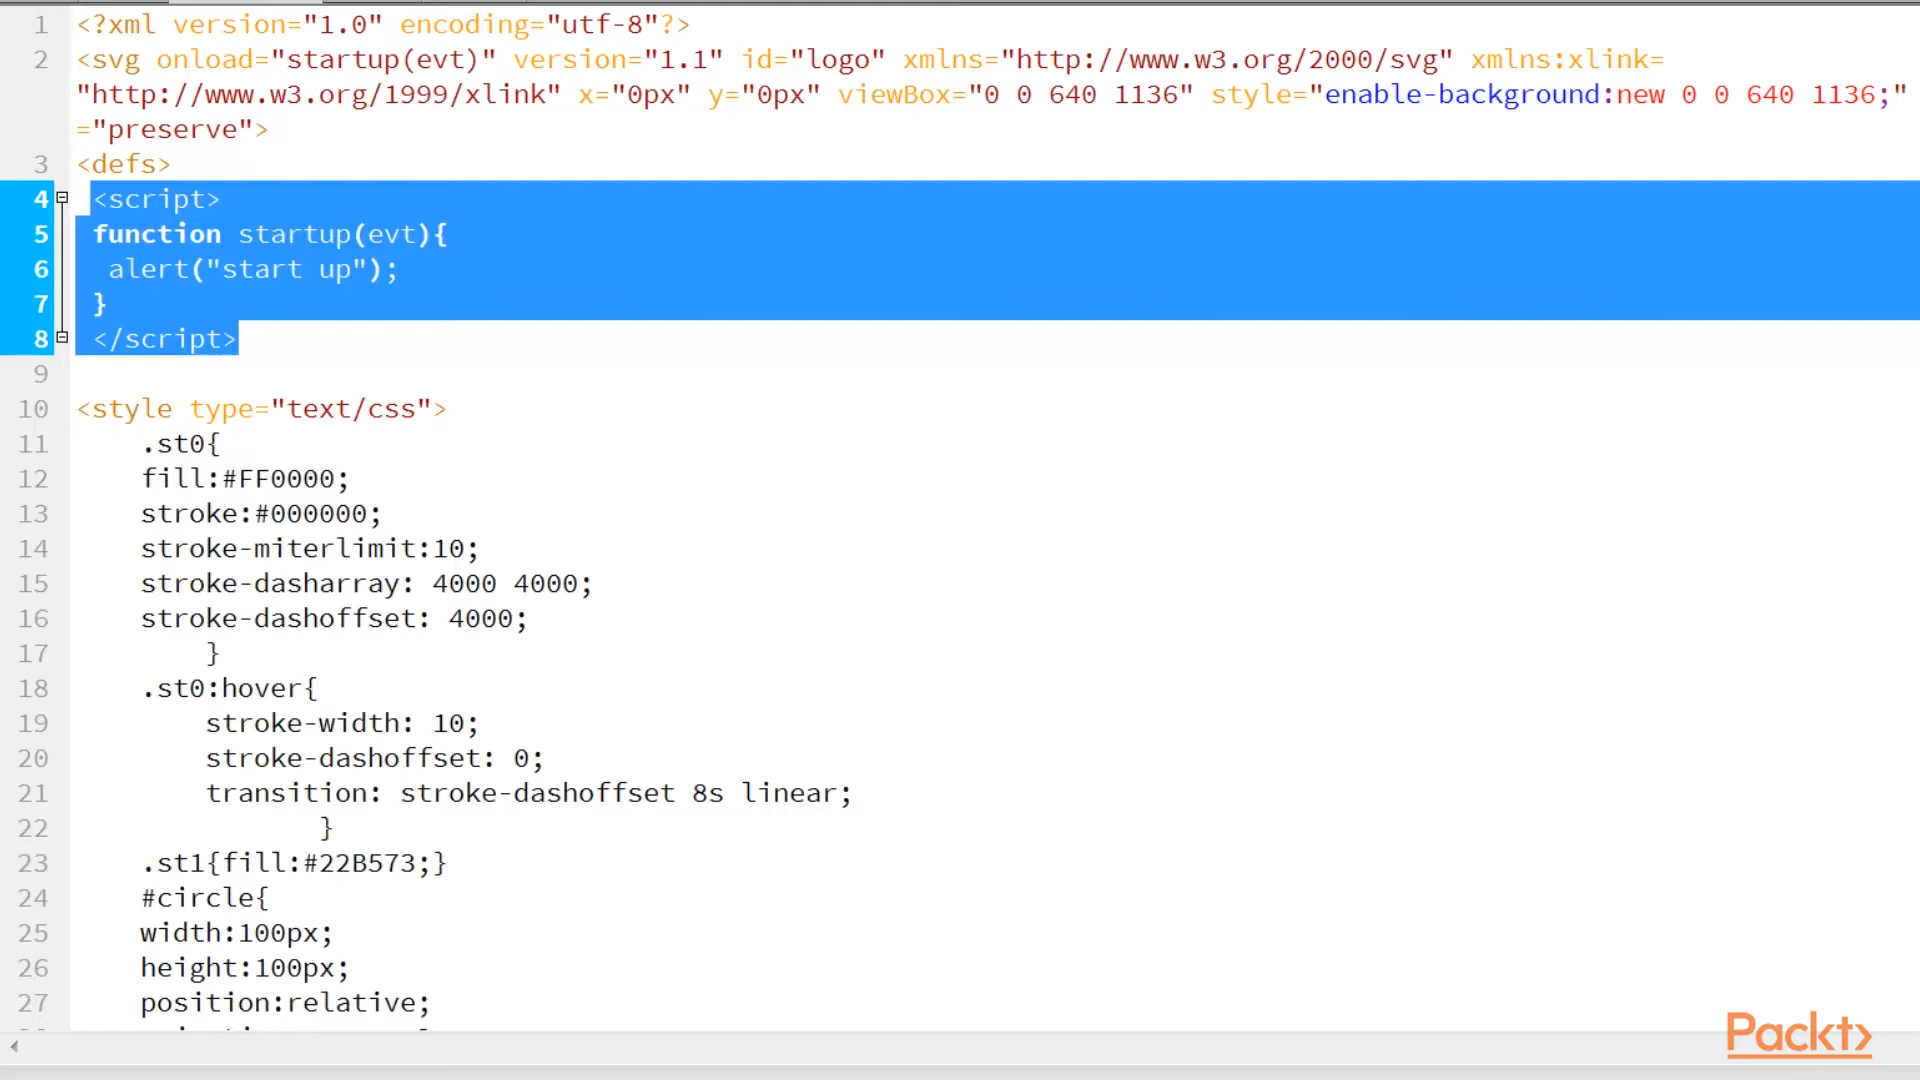 1 <?xml version="1.0" encoding="utf-8"?>
2 <svg onload="startup(evt)" version="1.1" id="logo" xmlns="http://www.w3.org/2000/svg" xmlns:xlink=
"http://www.w3.org/1999/xlink" x="0px" y="0px" viewBox="0 0 640 1136" style="enable-background:new 0 0 640 1136;"
="preserve">
3 <defs>
4 <script>
5 function startup(evt){
6 alert("start up");
7 }
8 </script>
9
10 <style type="text/css">
11 .st0{
12 fill:#FF0000;
13 stroke:#000000;
14 stroke-miterlimit:10;
15 stroke-dasharray: 4000 4000;
16 stroke-dashoffset: 4000;
17 }
18 .st0:hover{
19 stroke-width: 10;
20 stroke-dashoffset: 0;
21 transition: stroke-dashoffset 8s linear;
22 }
23 .st1{fill:#22B573;}
24 #circle{
25 width:100px;
26 height:100px;
27 position:relative;
Packt>